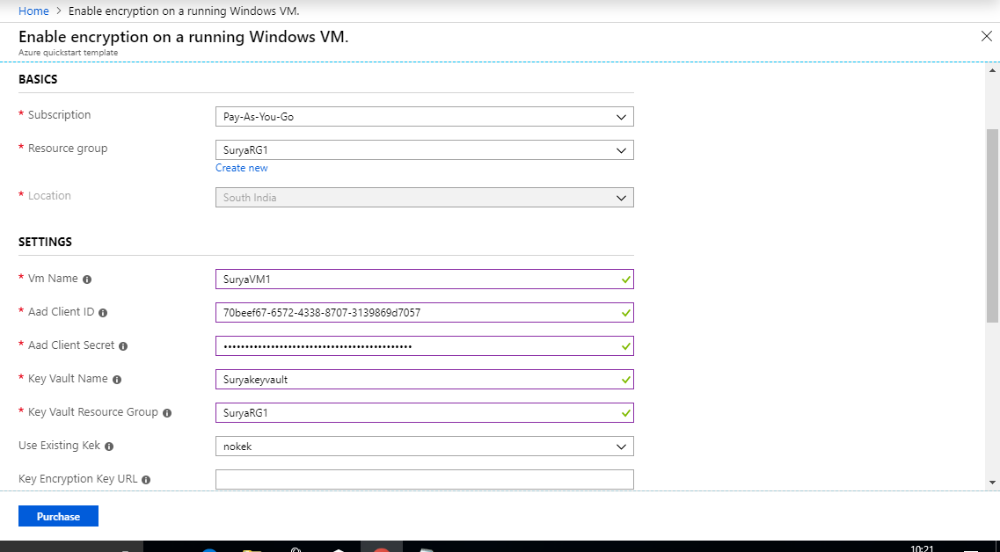 Home > Enable encryption on a running Windows VM.
Enable encryption on a running Windows VM.
Azure quickstart template
BASICS
* Subscription Pay-As-You-Go
* Resource group SuryaRG1
Create new
* Location South India
SETTINGS
* Vm Name SuryaVM1
* Aad Client ID 70beef67-6572-4338-8707-3139869d7057
* Aad Client Secret ••••••••••••••••••••••••••••••••••••••••••••
* Key Vault Name Suryakeyvault
* Key Vault Resource Group SuryaRG1
Use Existing Kek nokek
Key Encryption Key URL
Purchase
10:21